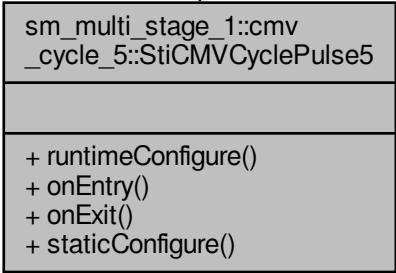 sm_multi_stage_1::cmv
_cycle_5::StiCMVCyclePulse5
+ runtimeConfigure()
+ onEntry()
+ onExit()
+ staticConfigure()